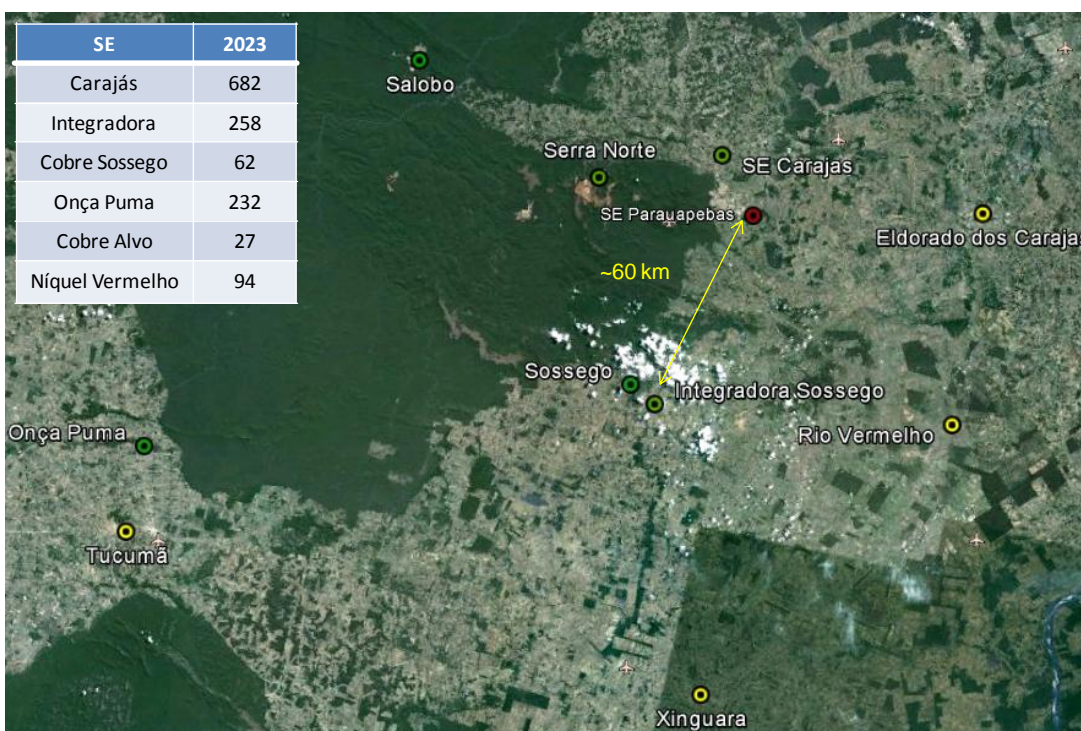 SE 2023
Carajás 682
Integradora 258
Cobre Sossego 62
Onça Puma 232
Cobre Alvo 27
Níquel Vermelho 94
Salobo
Serra Norte
SE Carajas
SE Parauapebas
Eldorado dos Caraja
~60 km
Sossego
Integradora Sossego
Onça Puma
Rio Vermelho
Tucumã
Xinguara